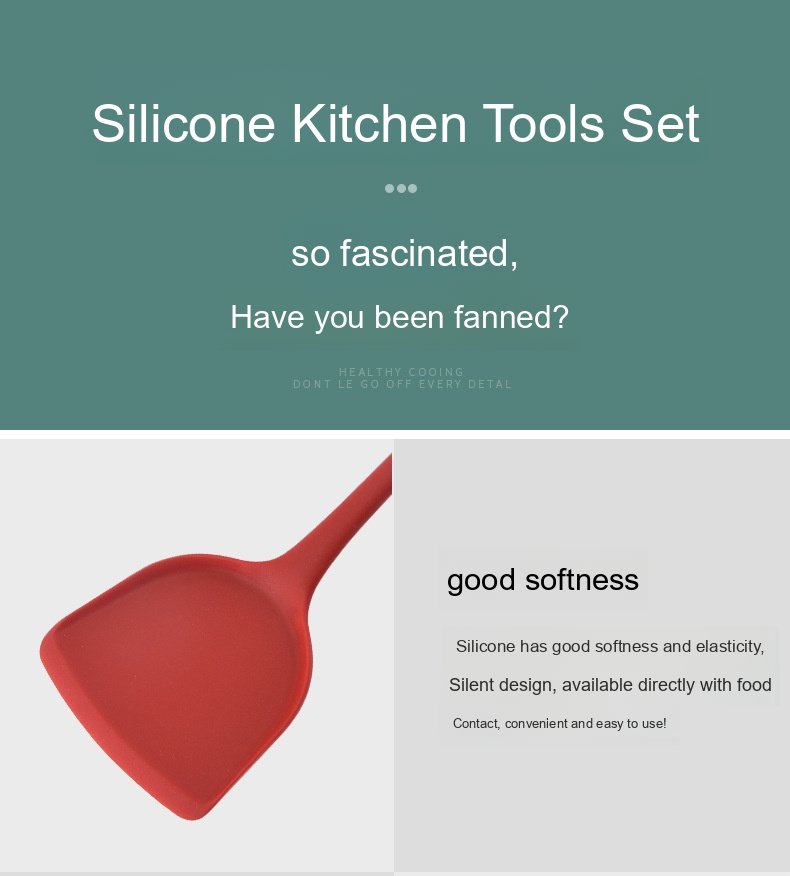 Silicone Kitchen Tools Set
so fascinated,
Have you been fanned?
HEALTHY COOING
DONT LE GO OFF EVERY DETAL
good softness
Silicone has good softness and elasticity,
Silent design, available directly with food
Contact, convenient and easy to use!